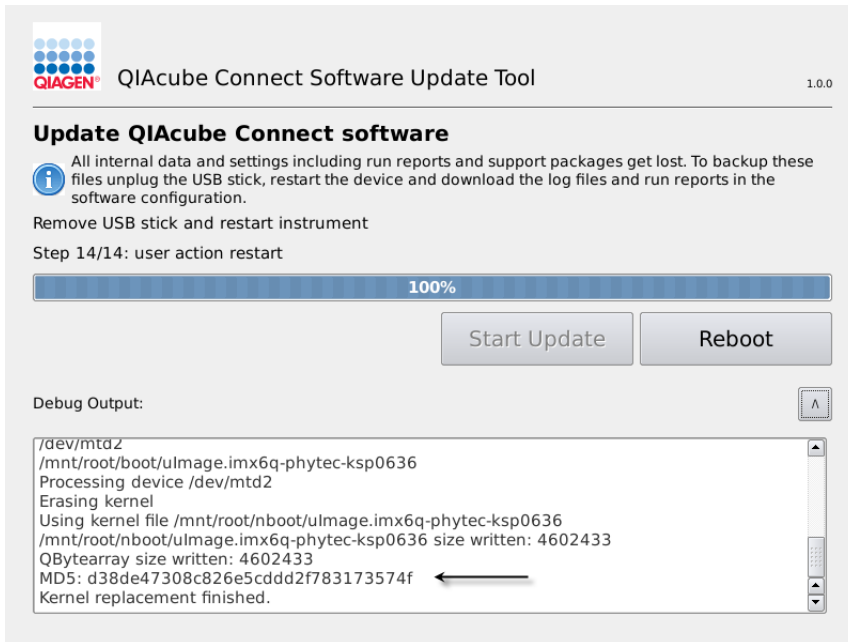 QIAGEN®
QIAcube Connect Software Update Tool
1.0.0
Update QIAcube Connect software
All internal data and settings including run reports and support packages get lost. To backup these
files unplug the USB stick, restart the device and download the log files and run reports in the
software configuration.
Remove USB stick and restart instrument
Step 14/14: user action restart
100%
Start Update
Reboot
Debug Output:
/dev/mtd2
/mnt/root/boot/uImage.imx6q-phytec-ksp0636
Processing device /dev/mtd2
Erasing kernel
Using kernel file /mnt/root/nboot/uImage.imx6q-phytec-ksp0636
/mnt/root/nboot/uImage.imx6q-phytec-ksp0636 size written: 4602433
QBytearray size written: 4602433
MD5: d38de47308c826e5cddd2f783173574f
Kernel replacement finished.